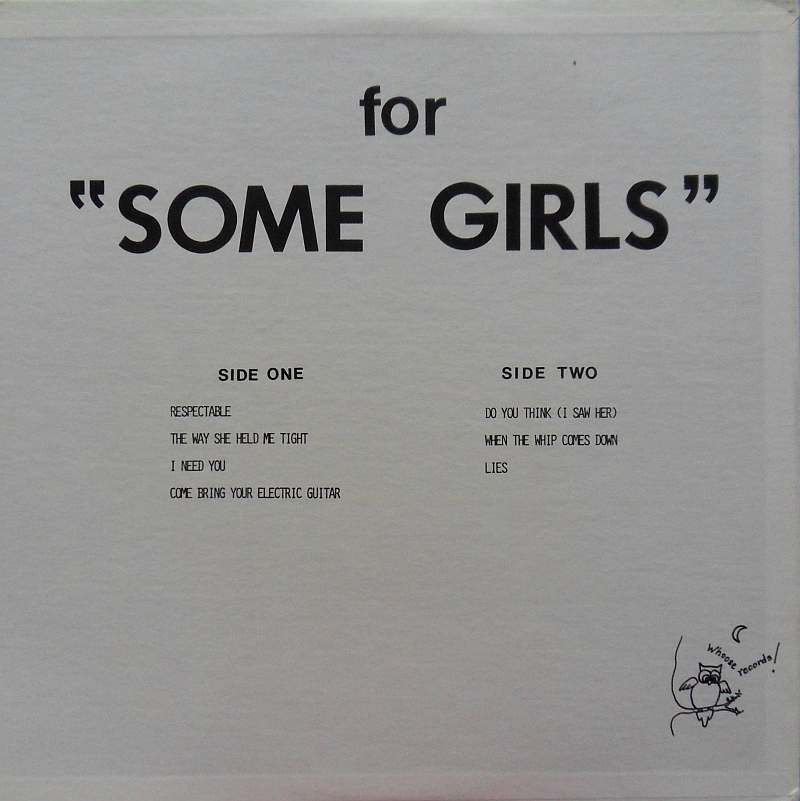 for
"SOME GIRLS"
SIDE ONE
RESPECTABLE
THE WAY SHE HELD ME TIGHT
I NEED YOU
COME BRING YOUR ELECTRIC GUITAR
SIDE TWO
DO YOU THINK (I SAW HER)
WHEN THE WHIP COMES DOWN
LIES
Whoose records!